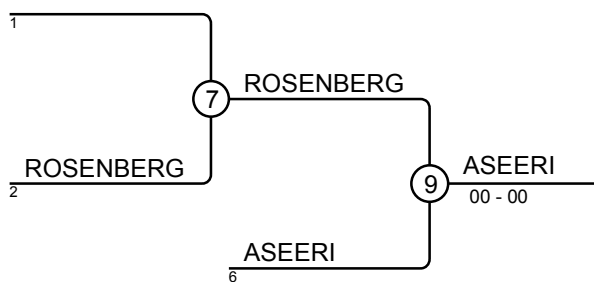 1
7
ROSENBERG
ROSENBERG
2
9
ASEERI
00 - 00
ASEERI
6